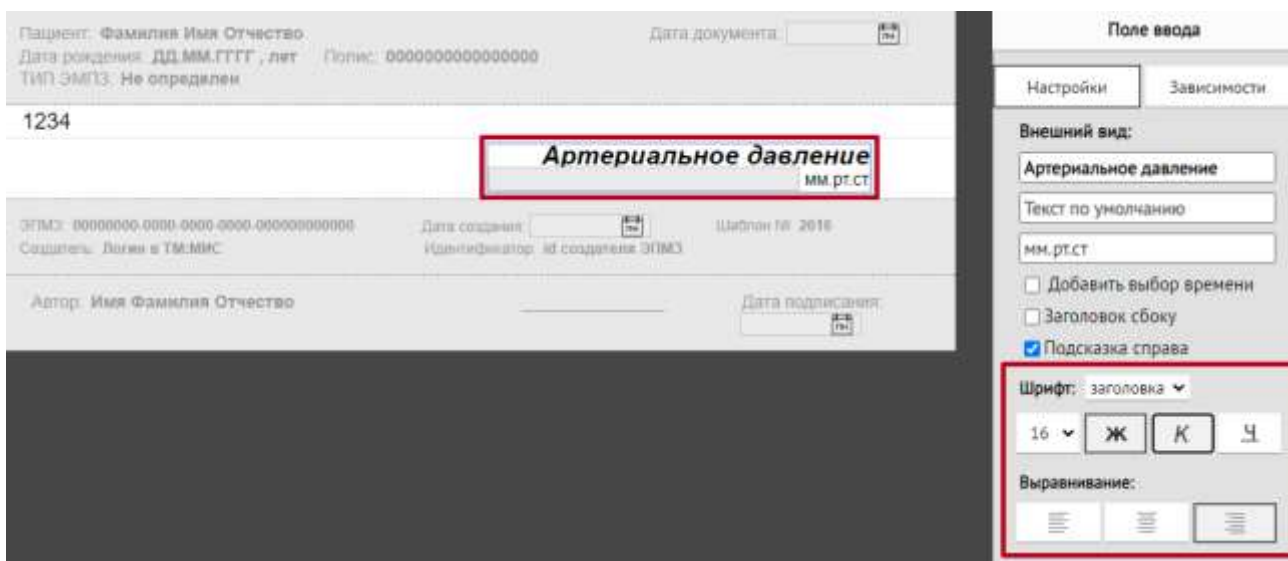 Пациент: Фамилия Имя Отчество
Дата документа:
Дата рождения: ДД.ММ.ГГГГ , лет Полис: 0000000000000000
ТИП ЭМПЗ: Не определен
1234
Артериальное давление
мм.рт.ст
ЭПМЗ: 00000000-0000-0000-0000-000000000000
Дата создания:
Шаблон №: 2016
Создатель: Логин в ТМ:МИС
Идентификатор: id создателя ЭПМЗ
Автор: Имя Фамилия Отчество
Дата подписания:
Поле ввода
Настройки Зависимости
Внешний вид:
Артериальное давление
Текст по умолчанию
мм.рт.ст
Добавить выбор времени
Заголовок сбоку
Подсказка справа
Шрифт: заголовка
16 Ж К Ч
Выравнивание: